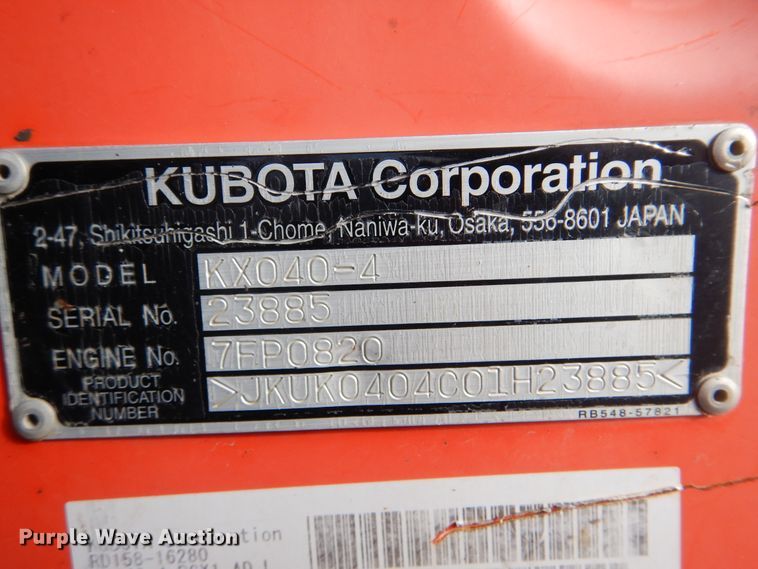 KUBOTA Corporation
2-47, Shikitsuhigashi 1-Chome, Naniwa-ku, Osaka, 556-8601 JAPAN
MODEL KX040-4
SERIAL No. 23885
ENGINE No. 7FP0820
PRODUCT
IDENTIFICATION
NUMBER >JKUK0404C01H23885<
RB548-57821
Purple Wave Auction
RD158-16280